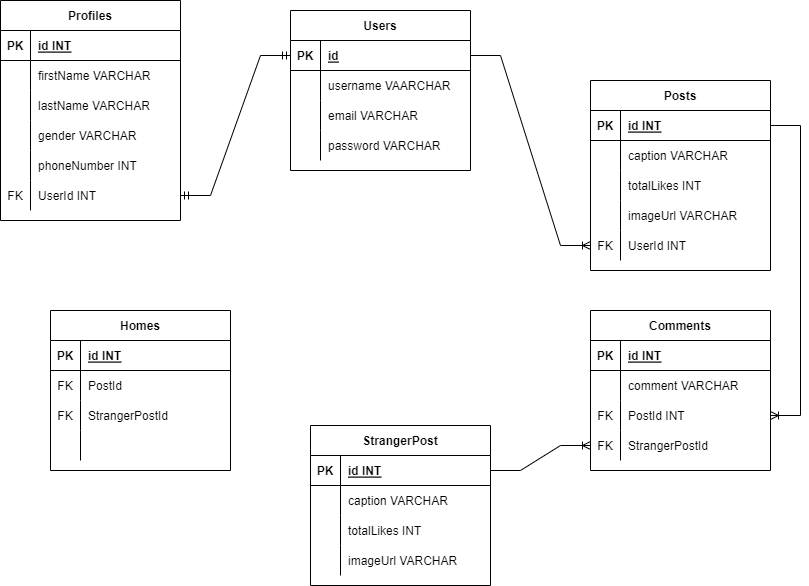 Profiles
PK id INT
firstName VARCHAR
lastName VARCHAR
gender VARCHAR
phoneNumber INT
FK UserId INT
Users
PK id
username VAARCHAR
email VARCHAR
password VARCHAR
Posts
PK id INT
caption VARCHAR
totalLikes INT
imageUrl VARCHAR
FK UserId INT
Homes
PK id INT
FK PostId
FK StrangerPostId
StrangerPost
PK id INT
caption VARCHAR
totalLikes INT
imageUrl VARCHAR
Comments
PK id INT
comment VARCHAR
FK PostId INT
FK StrangerPostId